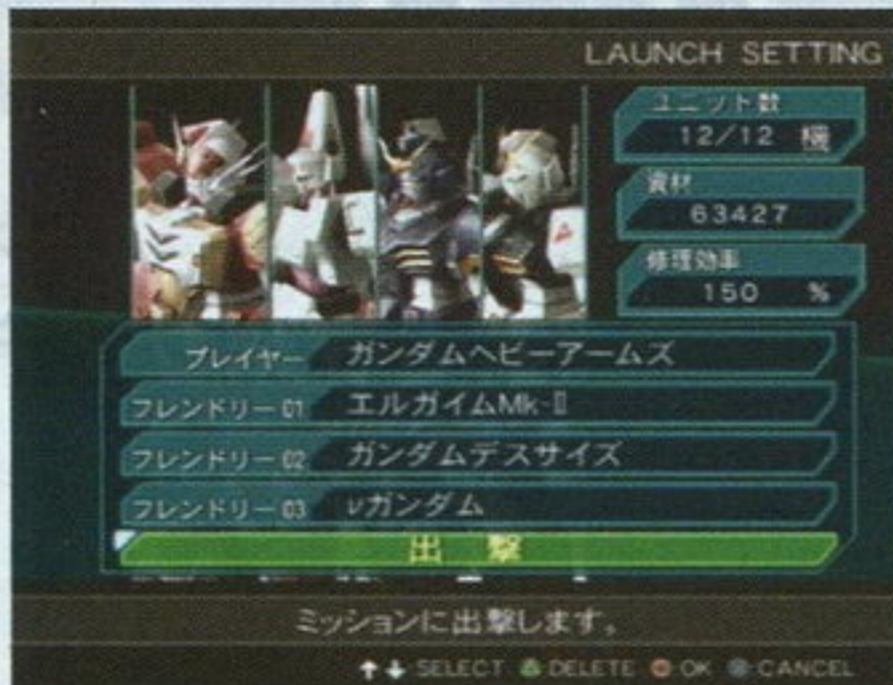 LAUNCH SETTING
ユニット数
12/12 機
資材
63427
修理効率
150 %
プレイヤー ガンダムヘビーアームズ
フレンドリー 01 エルガイムMk-Ⅱ
フレンドリー 02 ガンダムデスサイズ
フレンドリー 03 νガンダム
出 撃
ミッションに出撃します。
↑↓ SELECT △ DELETE ○ OK × CANCEL